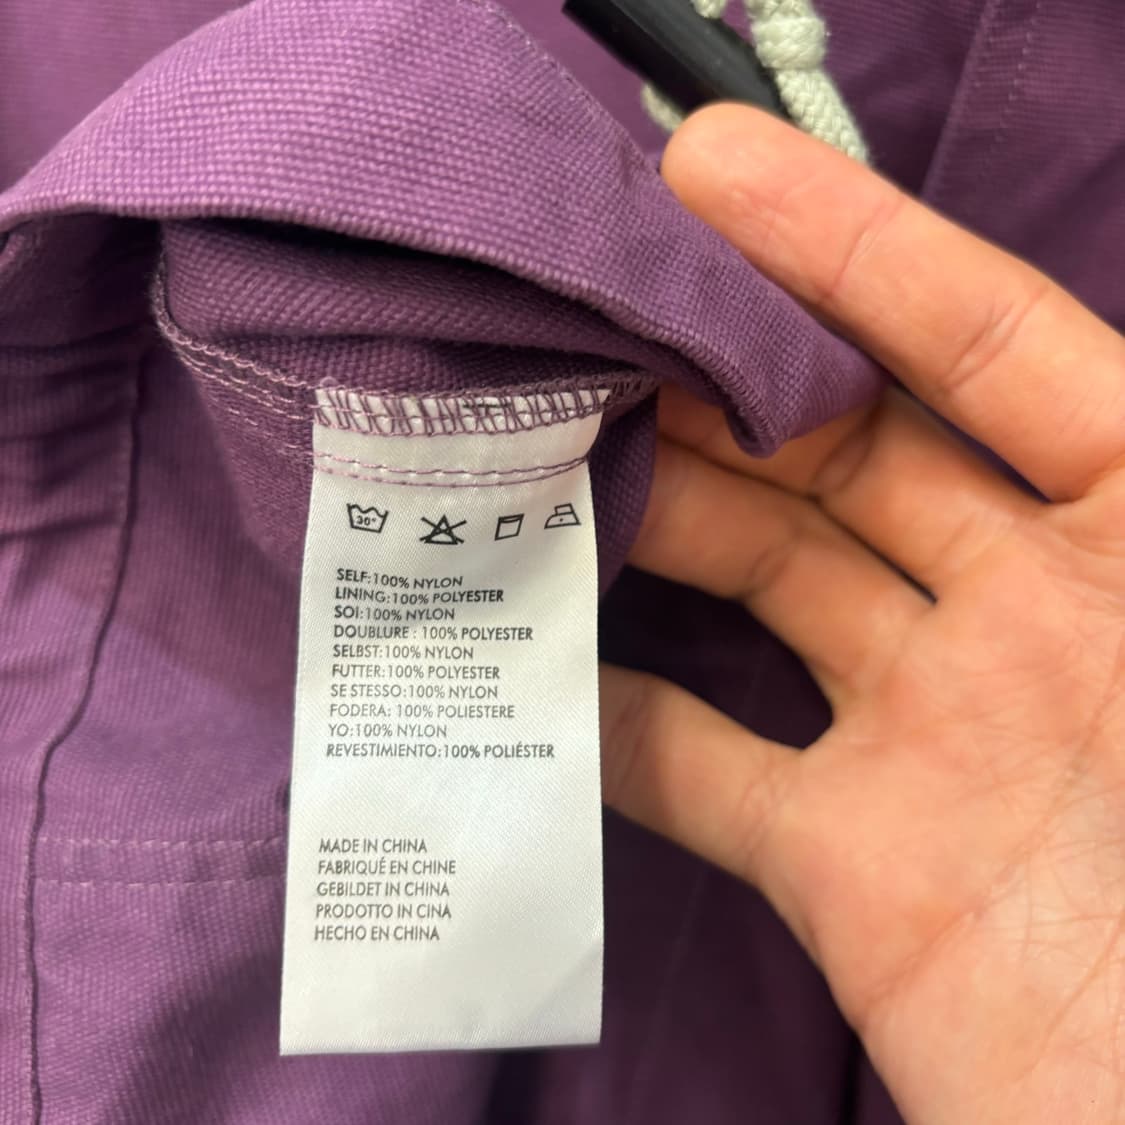 30°
SELF:100% NYLON
LINING:100% POLYESTER
SOI:100% NYLON
DOUBLURE : 100% POLYESTER
SELBST:100% NYLON
FUTTER:100% POLYESTER
SE STESSO:100% NYLON
FODERA: 100% POLIESTERE
YO:100% NYLON
REVESTIMIENTO:100% POLIÉSTER
MADE IN CHINA
FABRIQUÉ EN CHINE
GEBILDET IN CHINA
PRODOTTO IN CINA
HECHO EN CHINA